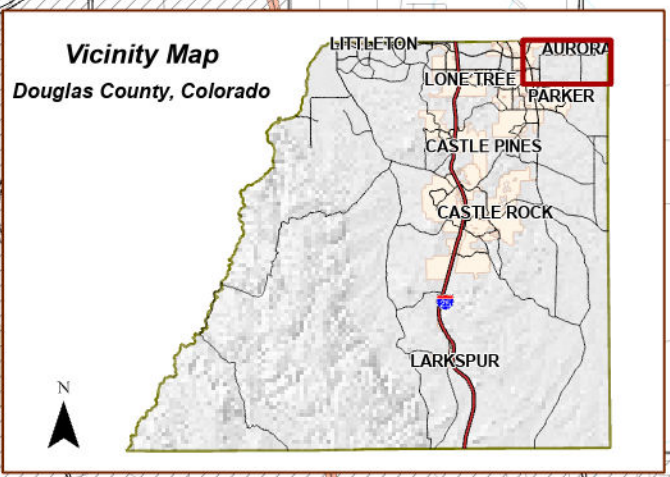 Vicinity Map
Douglas County, Colorado
LITTLETON
AURORA
LONE TREE
PARKER
CASTLE PINES
CASTLE ROCK
LARKSPUR
N